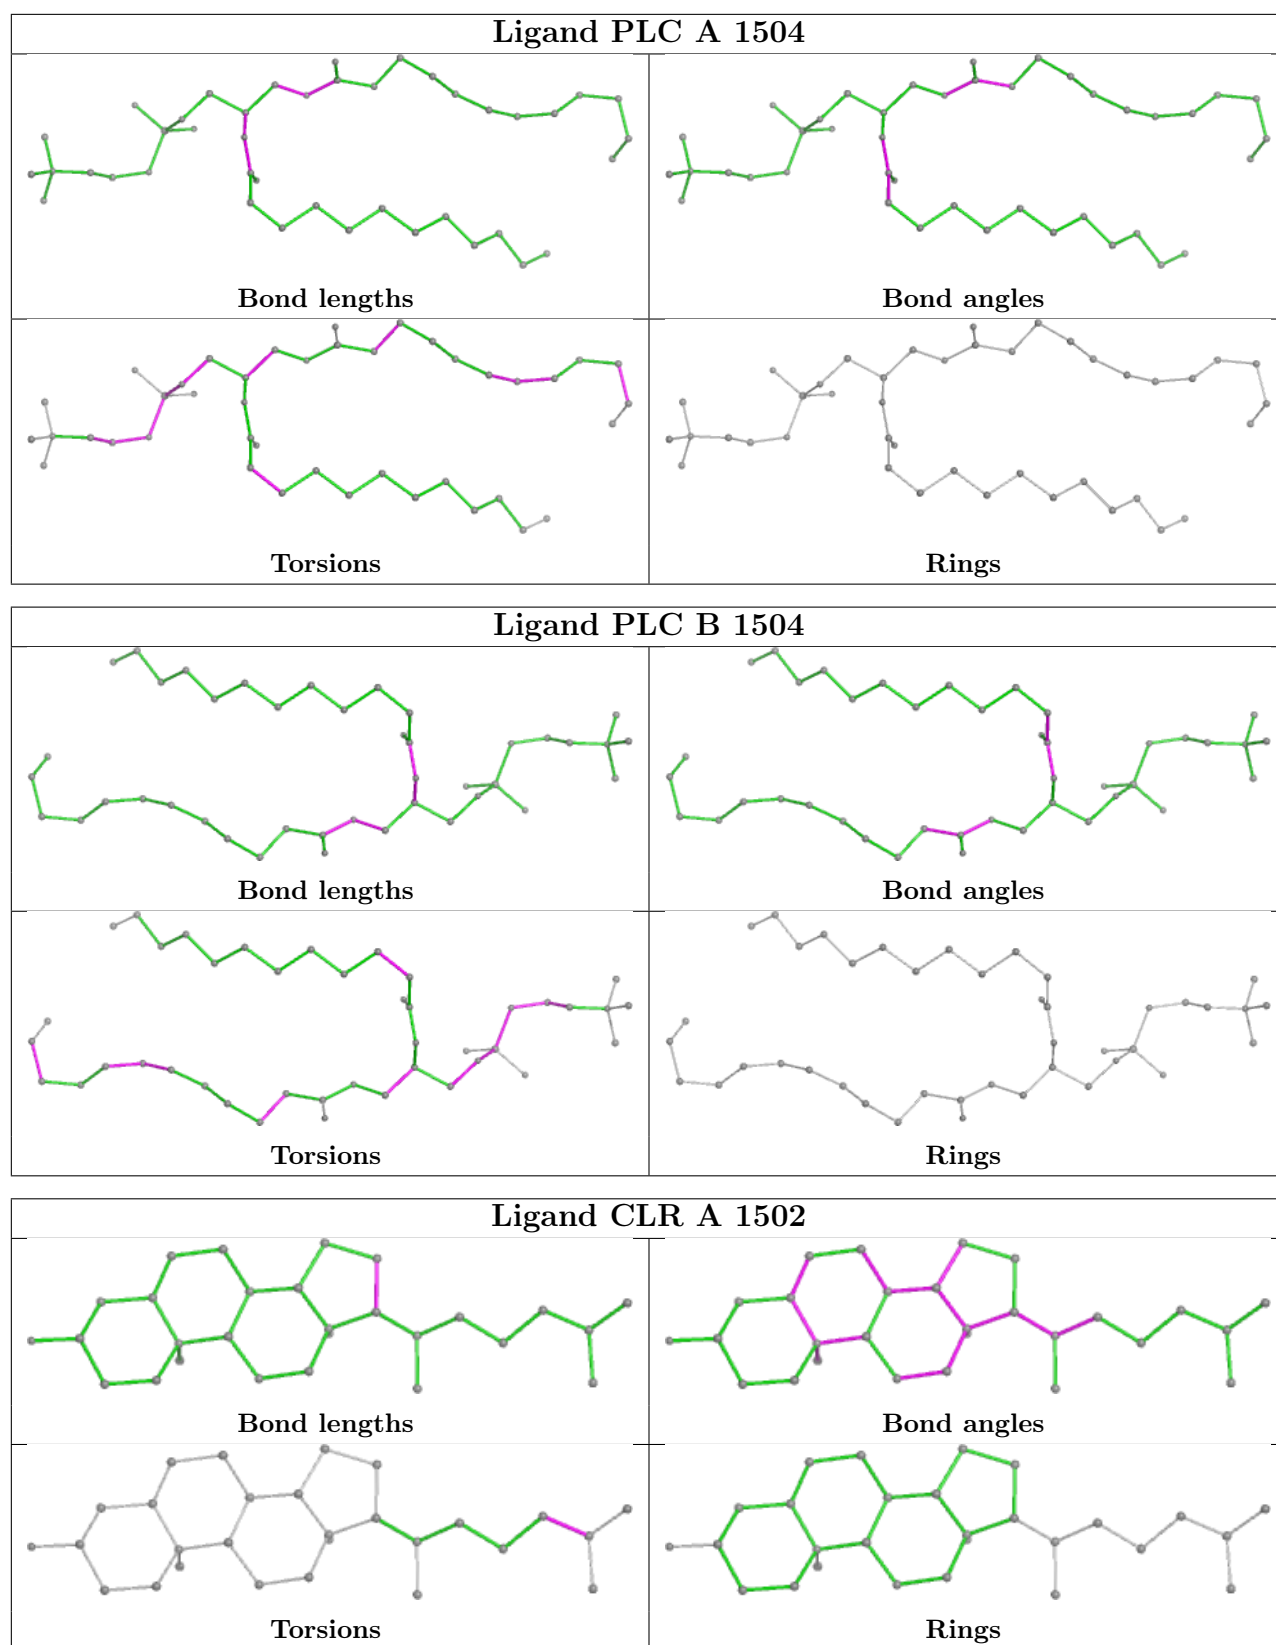 Ligand PLC A 1504
Bond lengths
Bond angles
Torsions
Rings
Ligand PLC B 1504
Bond lengths
Bond angles
Torsions
Rings
Ligand CLR A 1502
Bond lengths
Bond angles
Torsions
Rings